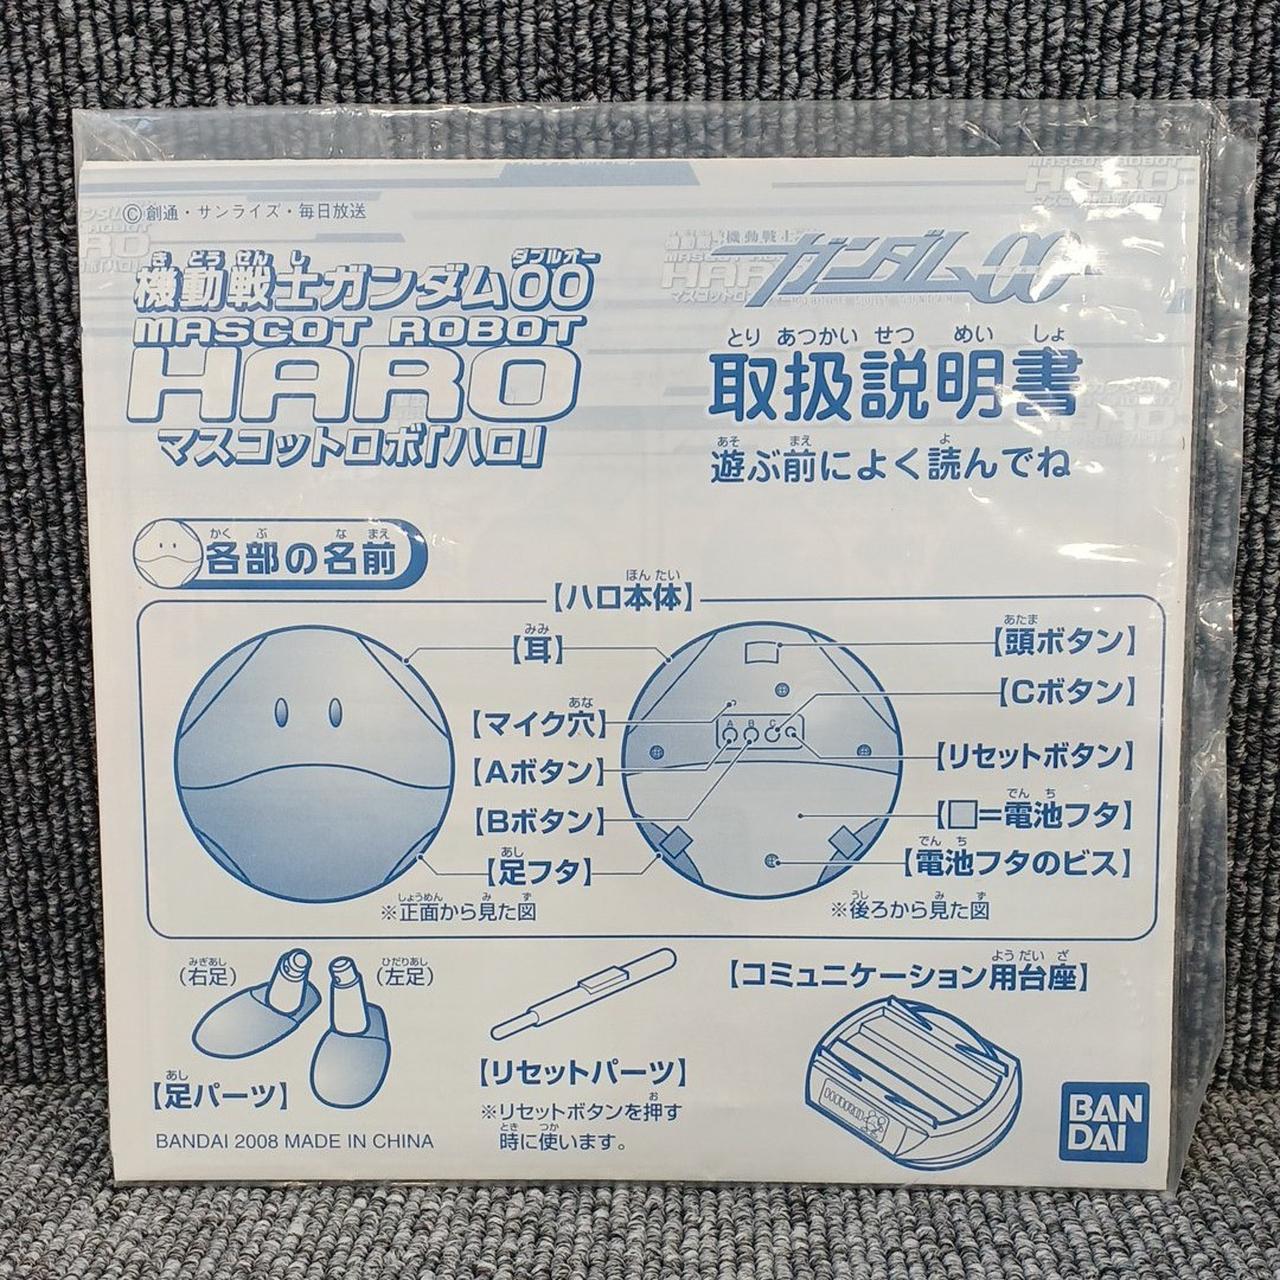 ©創通・サンライズ・毎日放送
きどうせんし ダブルオー
機動戦士ガンダム00
MASCOT ROBOT
HARO
マスコットロボ「ハロ」
ガンダム00
とりあつかいせつめいしょ
取扱説明書
あそ まえ よ
遊ぶ前によく読んでね
かくぶ なまえ
各部の名前
ほんたい
【ハロ本体】
みみ
【耳】
あな
【マイク穴】
【Aボタン】
【Bボタン】
あし
【足フタ】
あたま
【頭ボタン】
【Cボタン】
【リセットボタン】
でんち
【□=電池フタ】
でんち
【電池フタのビス】
A B C
しょうめん み ず
※正面から見た図
うし み ず
※後ろから見た図
みぎあし
(右足)
ひだりあし
(左足)
あし
【足パーツ】
【リセットパーツ】
お
※リセットボタンを押す
とき つか
時に使います。
ようだいざ
【コミュニケーション用台座】
HARO
BANDAI 2008 MADE IN CHINA
BAN
DAI